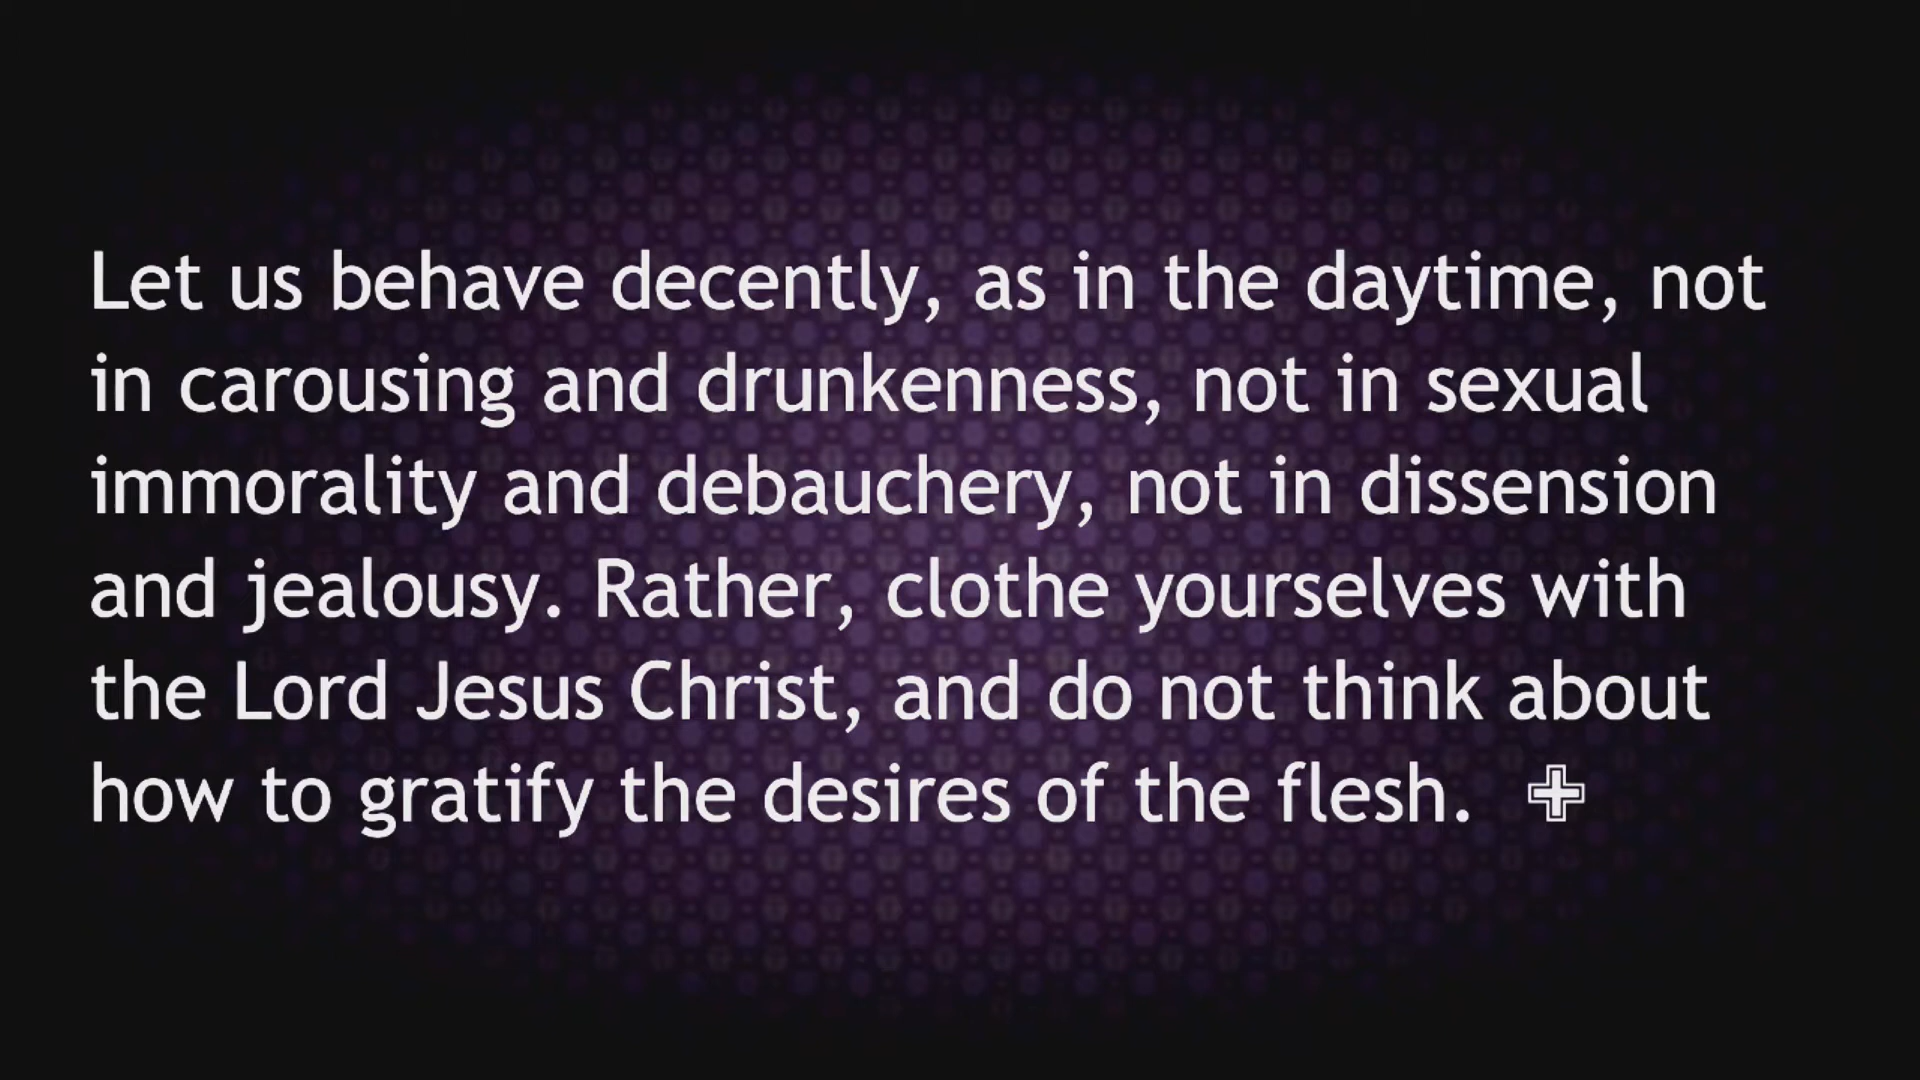 Let us behave decently, as in the daytime, not
in carousing and drunkenness, not in sexual
immorality and debauchery, not in dissension
and jealousy. Rather, clothe yourselves with
the Lord Jesus Christ, and do not think about
how to gratify the desires of the flesh. ✙